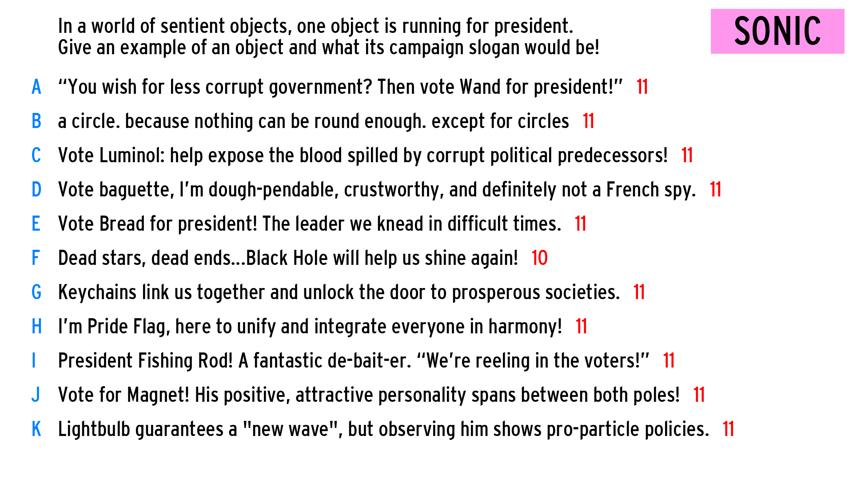 In a world of sentient objects, one object is running for president.
Give an example of an object and what its campaign slogan would be!
SONIC
A “You wish for less corrupt government? Then vote Wand for president!” 11
B a circle. because nothing can be round enough. except for circles 11
C Vote Luminol: help expose the blood spilled by corrupt political predecessors! 11
D Vote baguette, I’m dough-pendable, crustworthy, and definitely not a French spy. 11
E Vote Bread for president! The leader we knead in difficult times. 11
F Dead stars, dead ends...Black Hole will help us shine again! 10
G Keychains link us together and unlock the door to prosperous societies. 11
H I’m Pride Flag, here to unify and integrate everyone in harmony! 11
I President Fishing Rod! A fantastic de-bait-er. “We’re reeling in the voters!” 11
J Vote for Magnet! His positive, attractive personality spans between both poles! 11
K Lightbulb guarantees a "new wave", but observing him shows pro-particle policies. 11